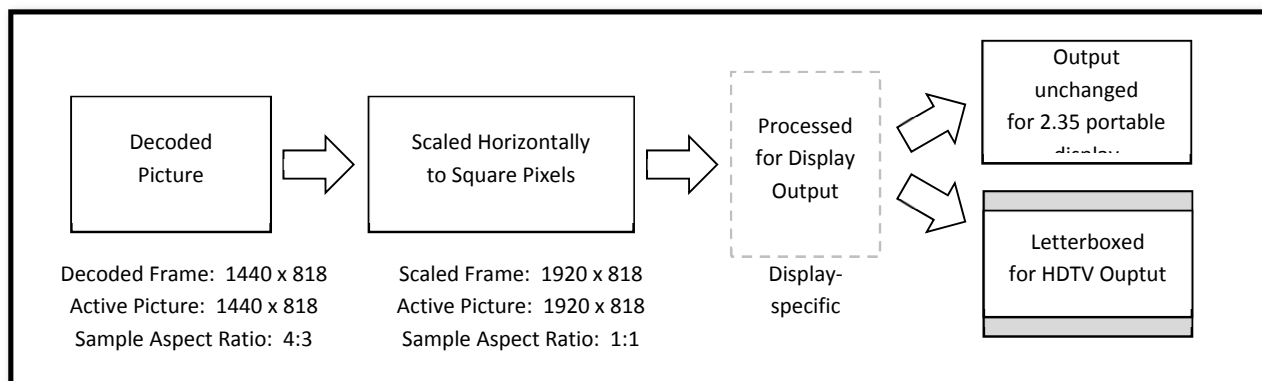 Decoded
Picture
Scaled Horizontally
to Square Pixels
Processed
for Display
Output
Output
unchanged
for 2.35 portable
display
Letterboxed
for HDTV Ouptut
Decoded Frame: 1440 x 818
Active Picture: 1440 x 818
Sample Aspect Ratio: 4:3
Scaled Frame: 1920 x 818
Active Picture: 1920 x 818
Sample Aspect Ratio: 1:1
Display-
specific